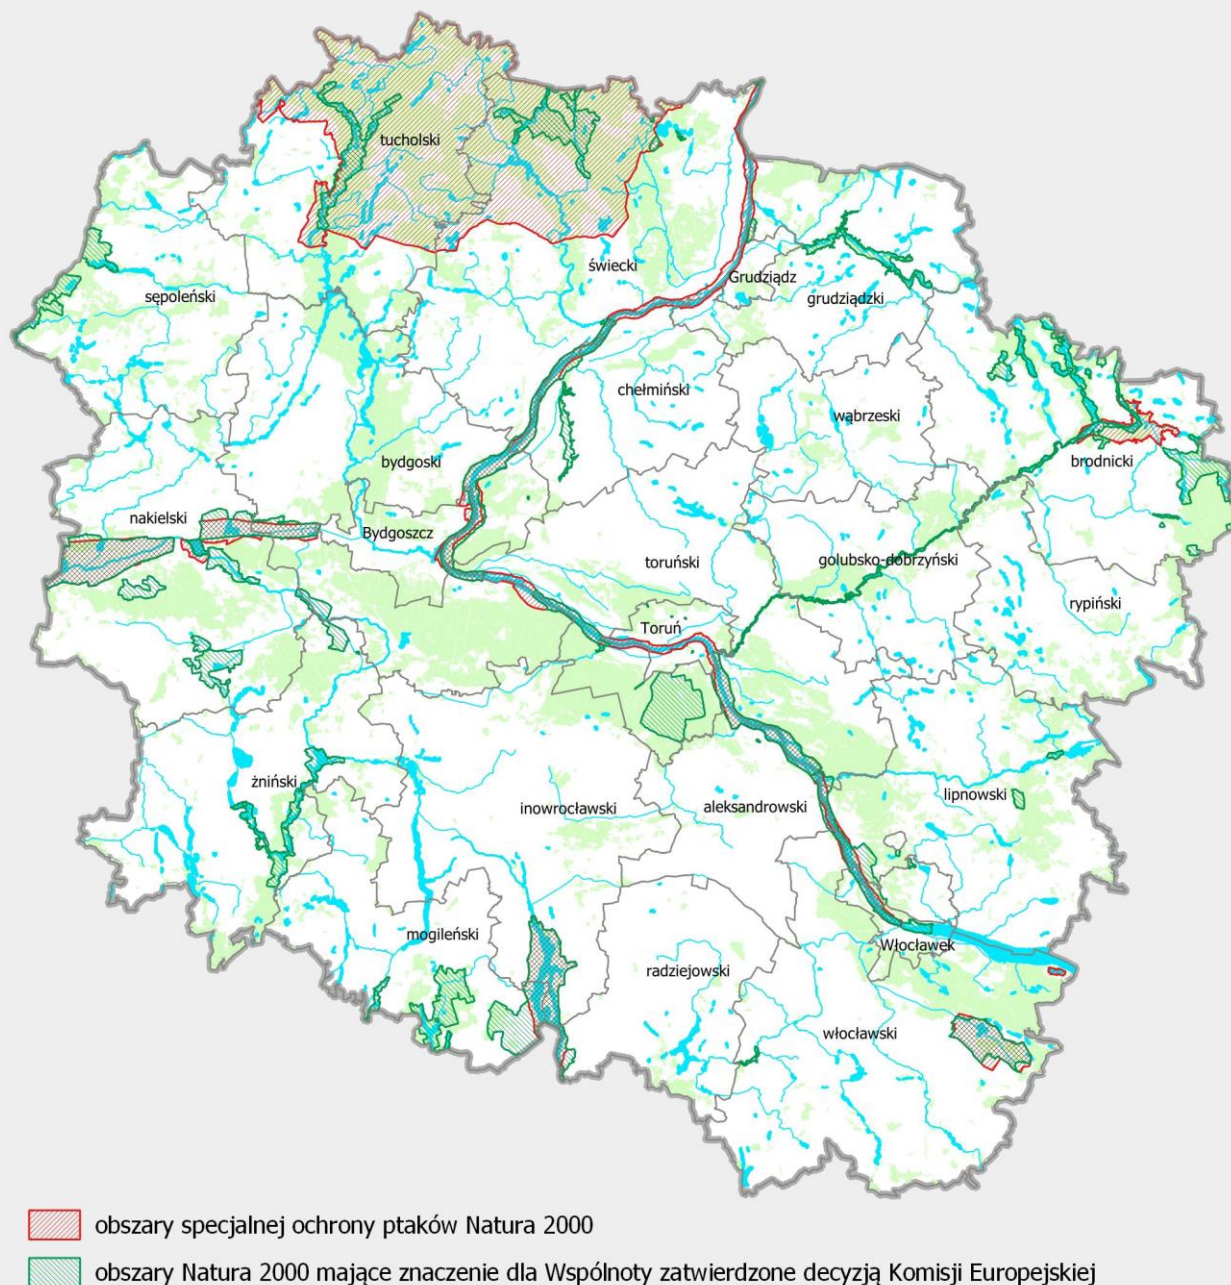 tucholski
świecki
Grudziądz
sępoleński
grudziądzki
chełmiński
wąbrzeski
bydgoski
brodnicki
nakielski
Bydgoszcz
toruński
golubsko-dobrzyński
rypiński
Toruń
żniński
inowrocławski
aleksandrowski
lipnowski
mogileński
Włocławek
radziejowski
włocławski
obszary specjalnej ochrony ptaków Natura 2000
obszary Natura 2000 mające znaczenie dla Wspólnoty zatwierdzone decyzją Komisji Europejskiej